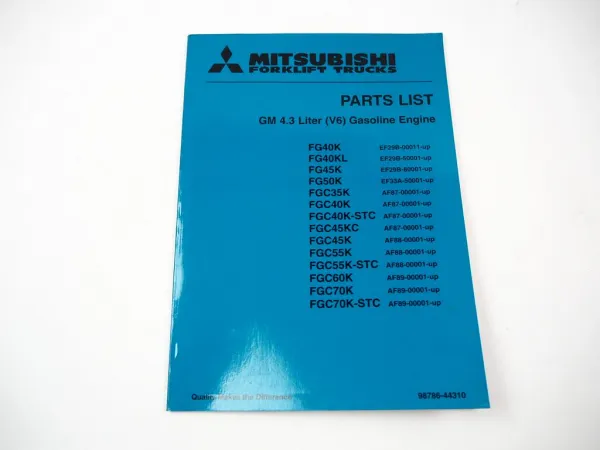 MITSUBISHI
FORKLIFT TRUCKS
PARTS LIST
GM 4.3 Liter (V6) Gasoline Engine
FG40K EF29B-00011-up
FG40KL EF29B-60001-up
FG45K EF29B-80001-up
FG50K EF33A-50001-up
FGC35K AF87-00001-up
FGC40K AF87-00001-up
FGC40K-STC AF87-00001-up
FGC45KC AF87-00001-up
FGC45K AF88-00001-up
FGC55K AF88-00001-up
FGC55K-STC AF88-00001-up
FGC60K AF89-00001-up
FGC70K AF89-00001-up
FGC70K-STC AF89-00001-up
Quality Makes the Difference
98786-44310